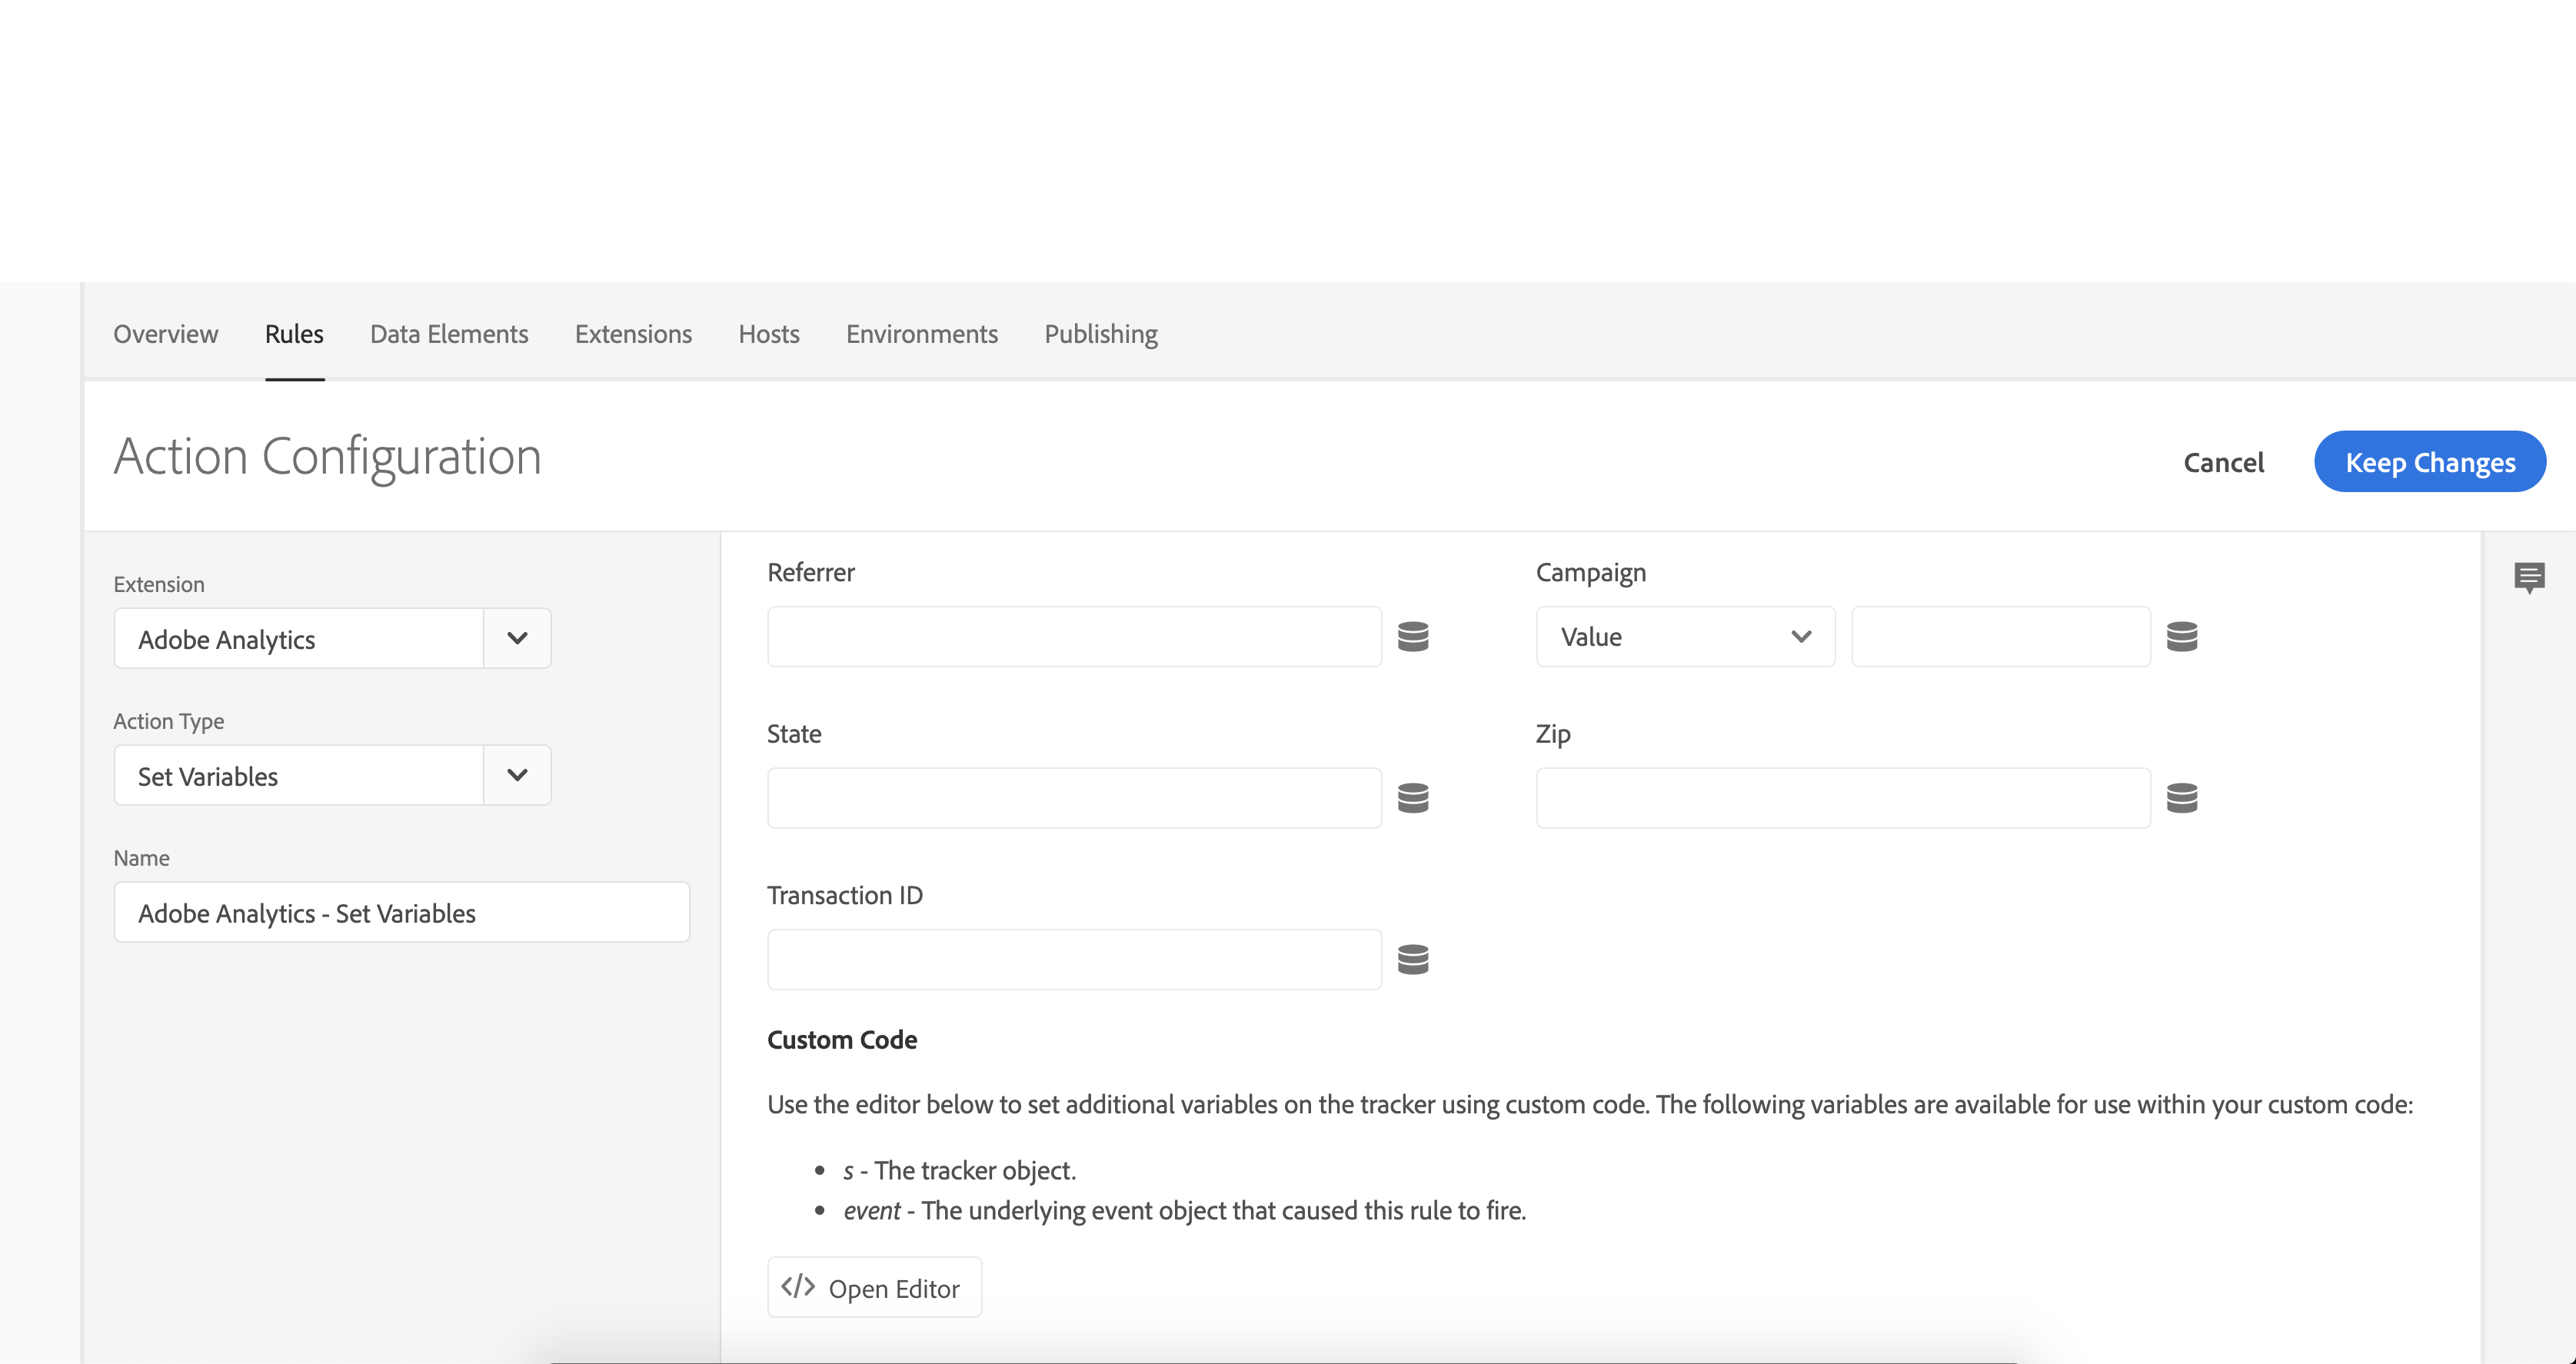 Overview Rules Data Elements Extensions Hosts Environments Publishing
Action Configuration
Cancel Keep Changes
Extension
Adobe Analytics
Action Type
Set Variables
Name
Adobe Analytics - Set Variables
Referrer
Campaign
Value
State
Zip
Transaction ID
Custom Code
Use the editor below to set additional variables on the tracker using custom code. The following variables are available for use within your custom code:
• s - The tracker object.
• event - The underlying event object that caused this rule to fire.
</> Open Editor